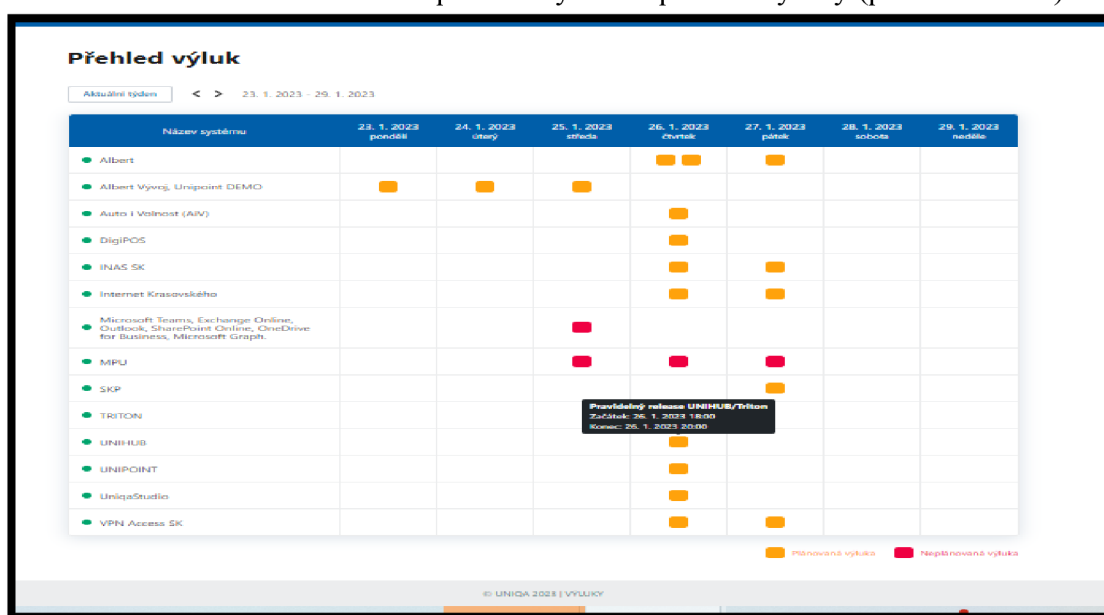 Přehled výluk
Aktuální týden < > 23. 1. 2023 - 29. 1. 2023
Název systému 23. 1. 2023 24. 1. 2023 25. 1. 2023 26. 1. 2023 27. 1. 2023 28. 1. 2023 29. 1. 2023
pondělí úterý středa čtvrtek pátek sobota neděle
Albert
Albert Vývoj, Unipoint DEMO
Auto i Volnost (AiV)
DigiPOS
INAS SK
Internet Krasovského
Microsoft Teams, Exchange Online,
Outlook, SharePoint Online, OneDrive
for Business, Microsoft Graph.
MPU
SKP
Pravidelný release UNIHUB/Triton
TRITON Začátek: 26. 1. 2023 18:00
Konec: 26. 1. 2023 20:00
UNIHUB
UNIPOINT
UniqaStudio
VPN Access SK
Plánovaná výluka Neplánovaná výluka
© UNIQA 2023 | VÝLUKY